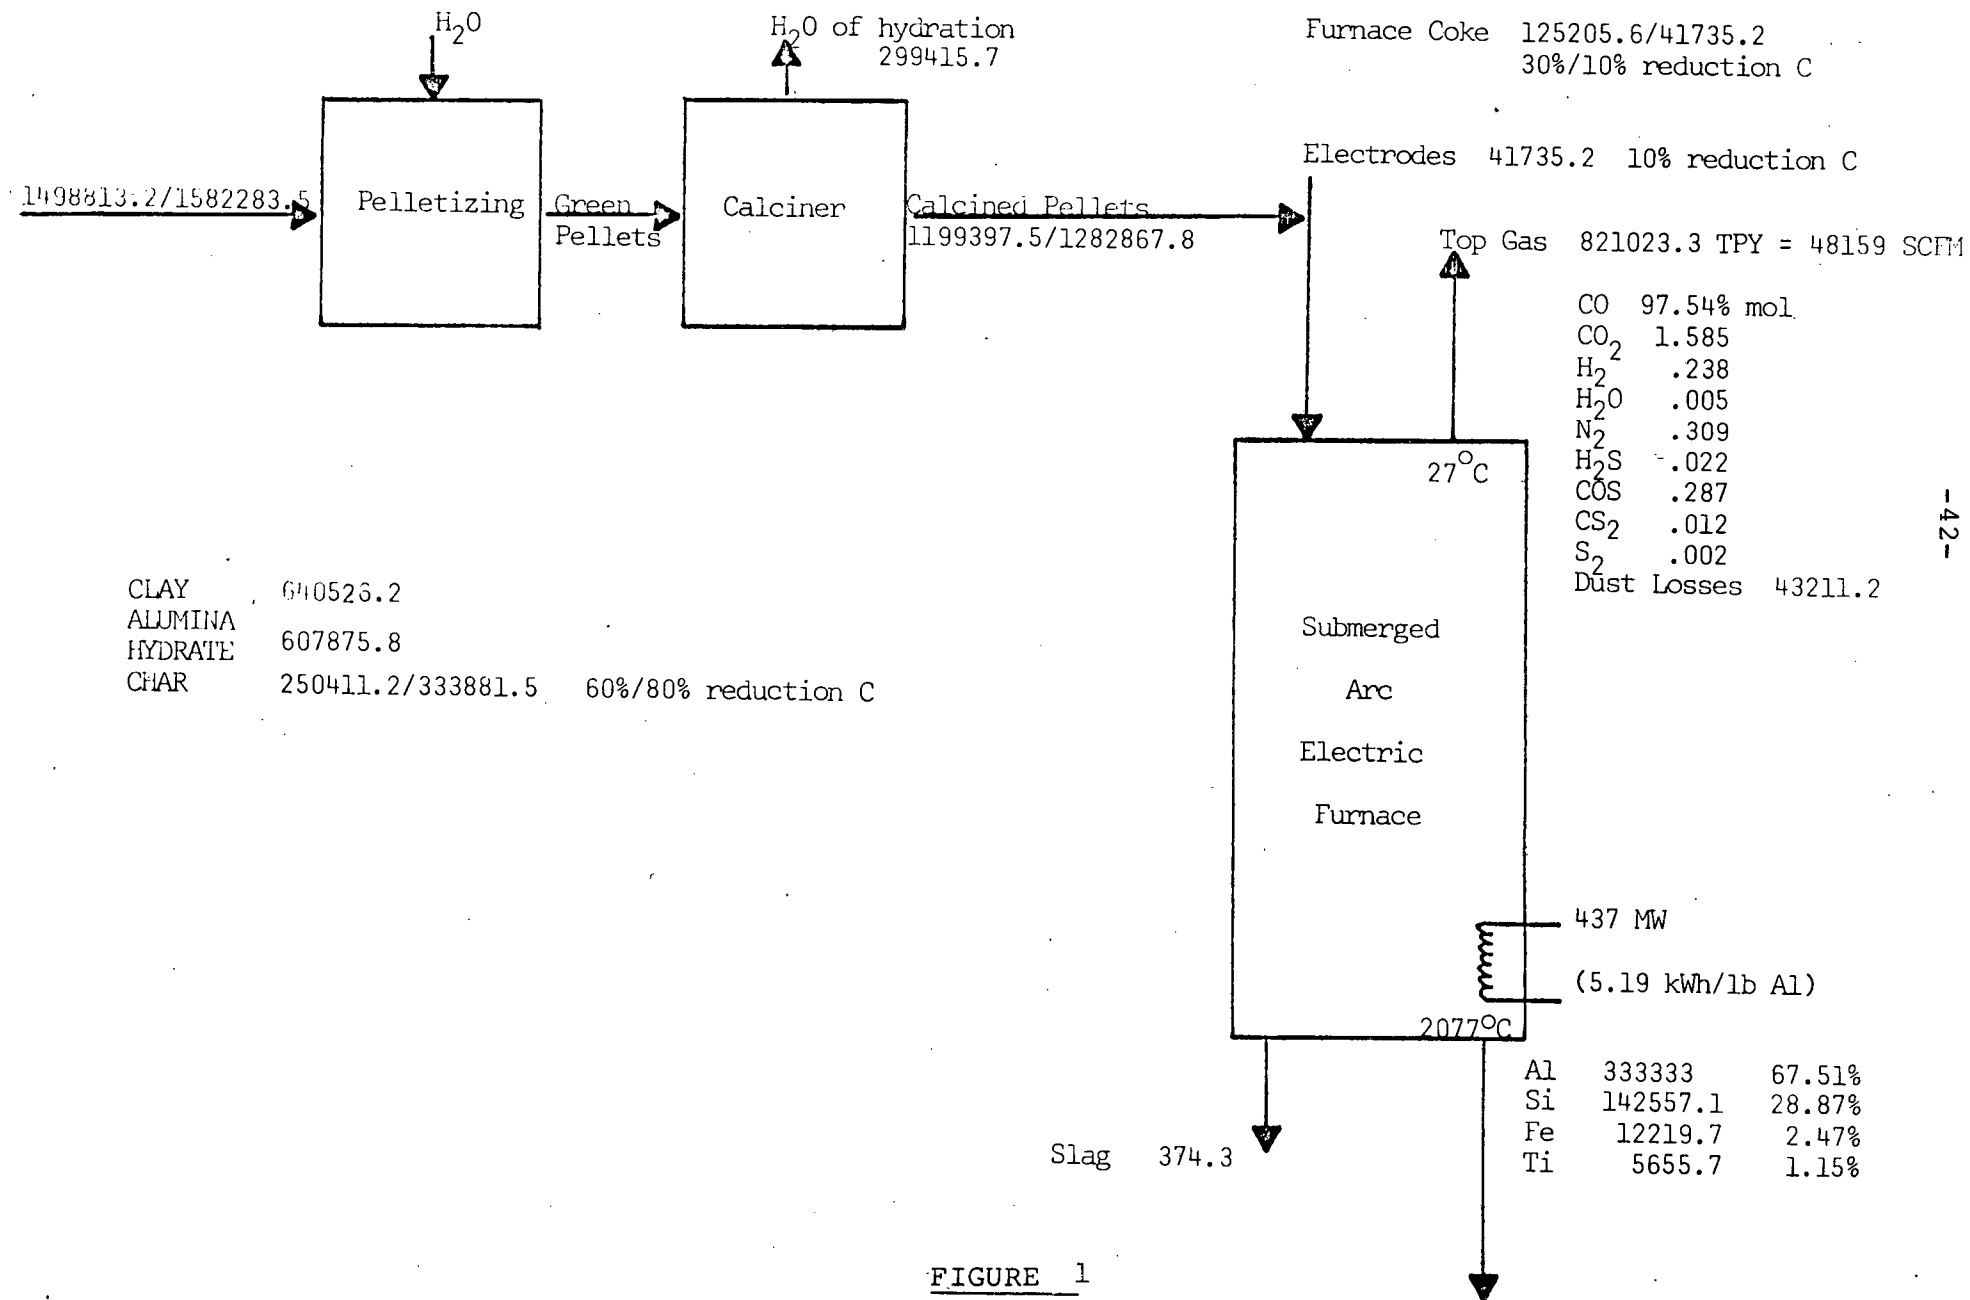 H2O
H2O of hydration
299415.7
Furnace Coke 125205.6/41735.2
30%/10% reduction C
Electrodes 41735.2 10% reduction C
1498813.2/1582283.5
Pelletizing
Green
Pellets
Calciner
Calcined Pellets
1199397.5/1282867.8
Top Gas 821023.3 TPY = 48159 SCFM
CO 97.54% mol
CO2 1.585
H2 .238
H2O .005
N2 .309
H2S .022
COS .287
CS2 .012
S2 .002
Dust Losses 43211.2
27°C
-42-
CLAY 640526.2
ALUMINA
HYDRATE 607875.8
CHAR 250411.2/333881.5 60%/80% reduction C
Submerged
Arc
Electric
Furnace
437 MW
(5.19 kWh/lb Al)
2077°C
Al 333333 67.51%
Si 142557.1 28.87%
Fe 12219.7 2.47%
Ti 5655.7 1.15%
Slag 374.3
FIGURE 1